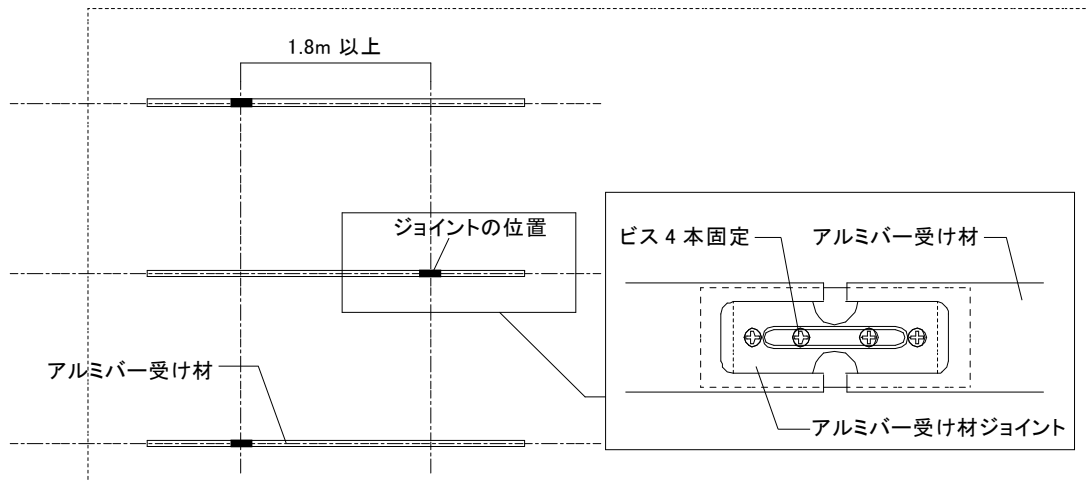 1.8m 以上
ジョイントの位置
ビス 4 本固定
アルミバー受け材
アルミバー受け材
アルミバー受け材ジョイント